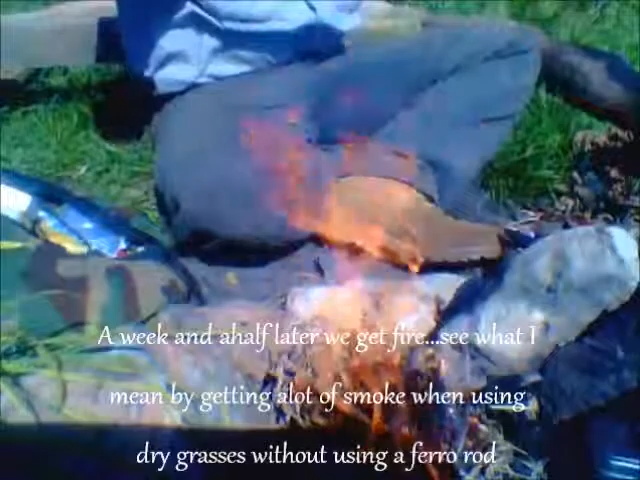 A week and ahalf later we get fire...see what I
mean by getting alot of smoke when using
dry grasses without using a ferro rod